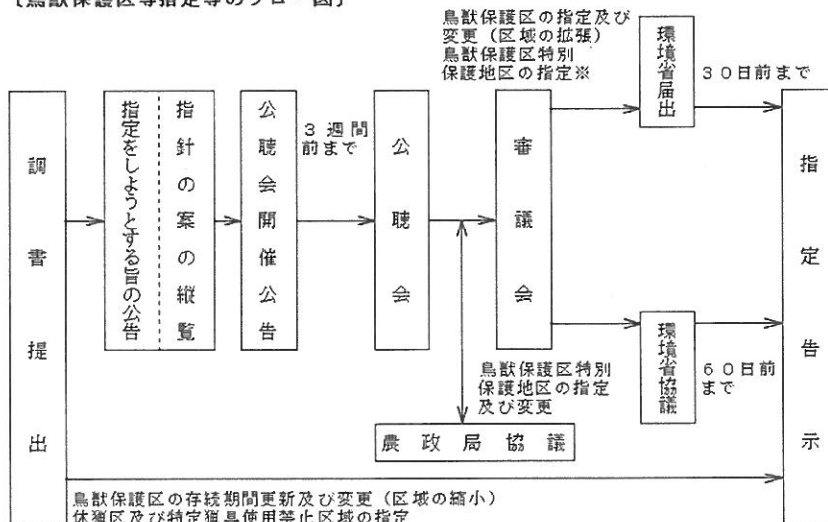 〔鳥獣保護区等指定等のフロー図〕
調書提出
指定をしようとする旨の公告
指針の案の縦覧
公聴会開催公告
3週間
前まで
公聴会
審議会
鳥獣保護区の指定及び
変更（区域の拡張）
鳥獣保護区特別
保護地区の指定※
環境省届出
30日前まで
鳥獣保護区特別
保護地区の指定
及び変更
農政局協議
環境省協議
60日前
まで
指定告示
鳥獣保護区の存続期間更新及び変更（区域の縮小）
休猟区及び特定猟具使用禁止区域の指定